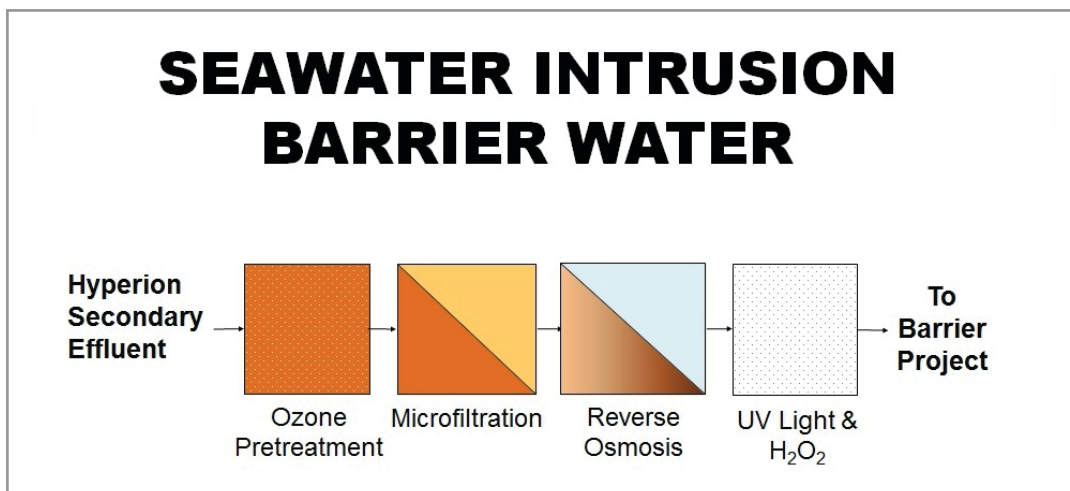 SEAWATER INTRUSION
BARRIER WATER
Hyperion
Secondary
Effluent
Ozone
Pretreatment
Microfiltration
Reverse
Osmosis
UV Light &
H₂O₂
To
Barrier
Project